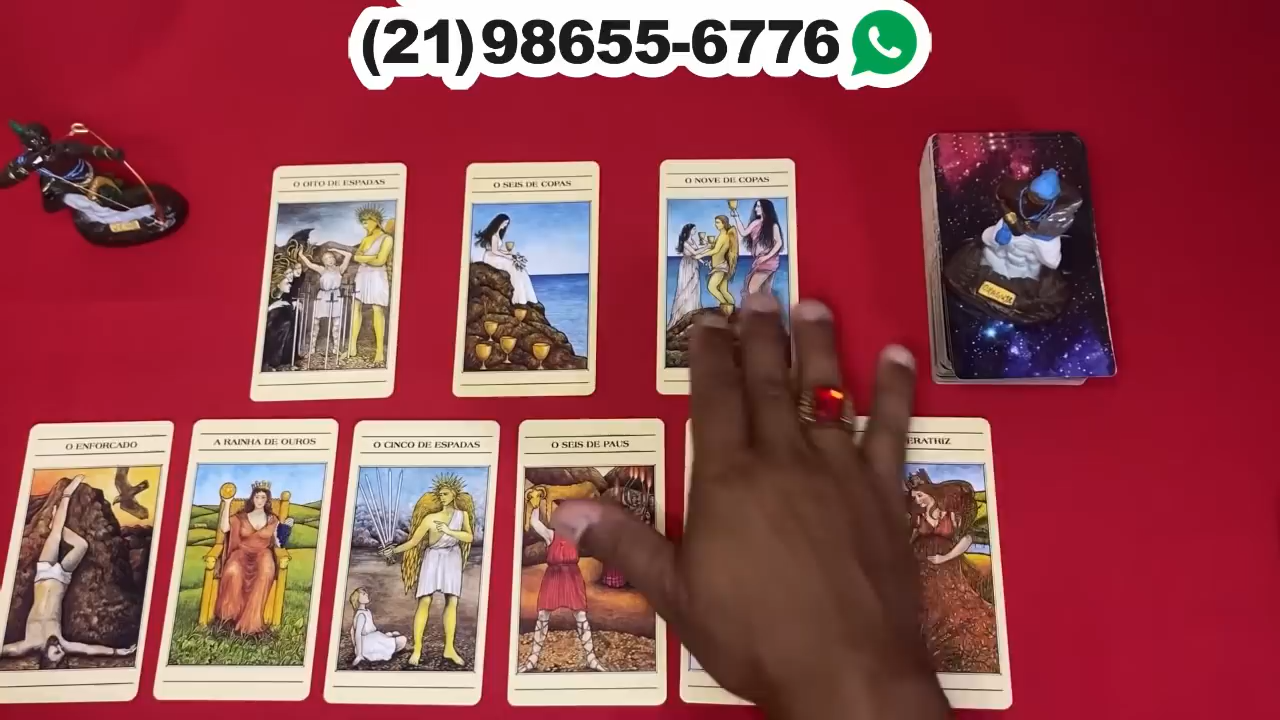 (21)98655-6776
O OITO DE ESPADAS
O SEIS DE COPAS
O NOVE DE COPAS
O ENFORCADO
A RAINHA DE OUROS
O CINCO DE ESPADAS
O SEIS DE PAUS
ERATRIZ